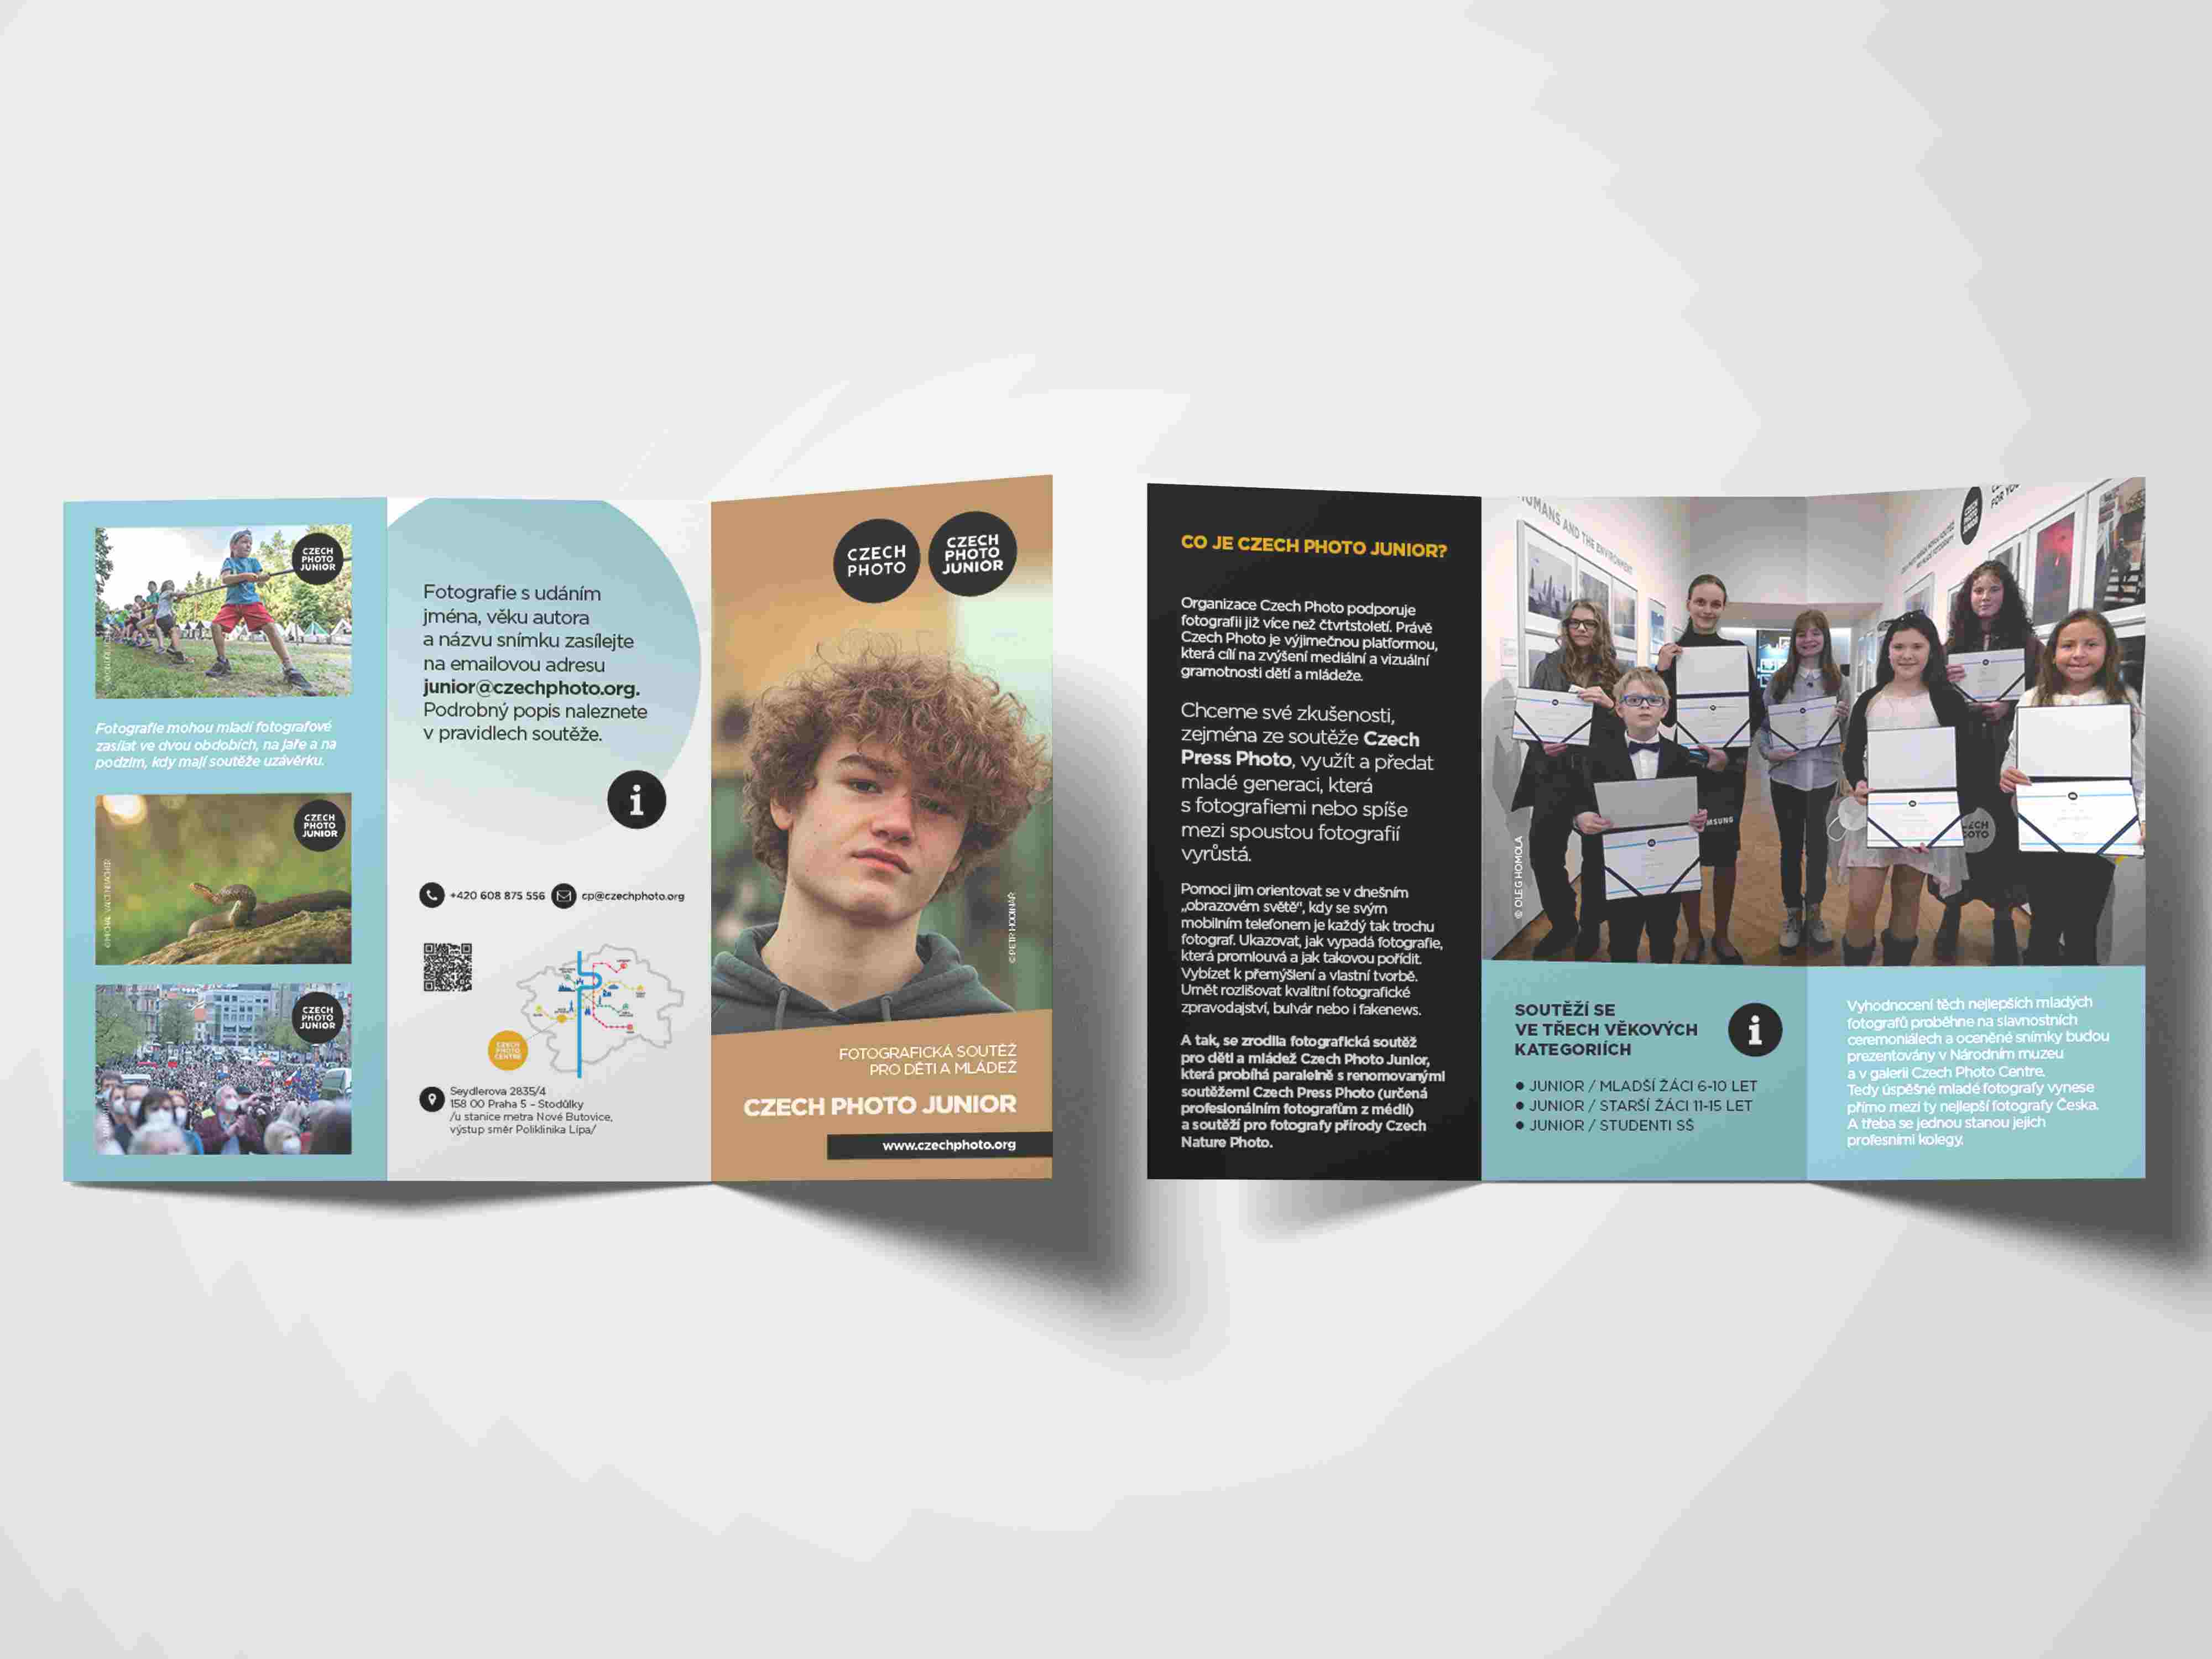 CZECH
PHOTO
JUNIOR
Fotografie mohou mladí fotografové
zasílat ve dvou obdobích, na jaře a na
podzim, kdy mají soutěže uzávěrku.
CZECH
PHOTO
JUNIOR
CZECH
PHOTO
JUNIOR
Fotografie s udáním
jména, věku autora
a názvu snímku zasílejte
na emailovou adresu
junior@czechphoto.org.
Podrobný popis naleznete
v pravidlech soutěže.
i
+420 608 875 556 cp@czechphoto.org
CZECH
PHOTO
CENTRE
Seydlerova 2835/4
158 00 Praha 5 – Stodůlky
/u stanice metra Nové Butovice,
výstup směr Poliklinika Lípa/
CZECH
PHOTO
CZECH
PHOTO
JUNIOR
FOTOGRAFICKÁ SOUTĚŽ
PRO DĚTI A MLÁDEŽ
CZECH PHOTO JUNIOR
www.czechphoto.org
CO JE CZECH PHOTO JUNIOR?
Organizace Czech Photo podporuje
fotografii již více než čtvrtstoletí. Právě
Czech Photo je výjimečnou platformou,
která cílí na zvýšení mediální a vizuální
gramotnosti dětí a mládeže.
Chceme své zkušenosti,
zejména ze soutěže Czech
Press Photo, využít a předat
mladé generaci, která
s fotografiemi nebo spíše
mezi spoustou fotografií
vyrůstá.
Pomoci jim orientovat se v dnešním
„obrazovém světě“, kdy se svým
mobilním telefonem je každý tak trochu
fotograf. Ukazovat, jak vypadá fotografie,
která promlouvá a jak takovou pořídit.
Vybízet k přemýšlení a vlastní tvorbě.
Umět rozlišovat kvalitní fotografické
zpravodajství, bulvár nebo i fakenews.
A tak, se zrodila fotografická soutěž
pro děti a mládež Czech Photo Junior,
která probíhá paralelně s renomovanými
soutěžemi Czech Press Photo (určená
profesionálním fotografům z médií)
a soutěží pro fotografy přírody Czech
Nature Photo.
HUMANS AND THE ENVIRONMENT
FOR YOU
MSUNG
© OLEG HOMOLA
SOUTĚŽÍ SE
VE TŘECH VĚKOVÝCH
KATEGORIÍCH
i
● JUNIOR / MLADŠÍ ŽÁCI 6-10 LET
● JUNIOR / STARŠÍ ŽÁCI 11-15 LET
● JUNIOR / STUDENTI SŠ
Vyhodnocení těch nejlepších mladých
fotografů proběhne na slavnostních
ceremoniálech a oceněné snímky budou
prezentovány v Národním muzeu
a v galerii Czech Photo Centre.
Tedy úspěšné mladé fotografy vynese
přímo mezi ty nejlepší fotografy Česka.
A třeba se jednou stanou jejich
profesními kolegy.